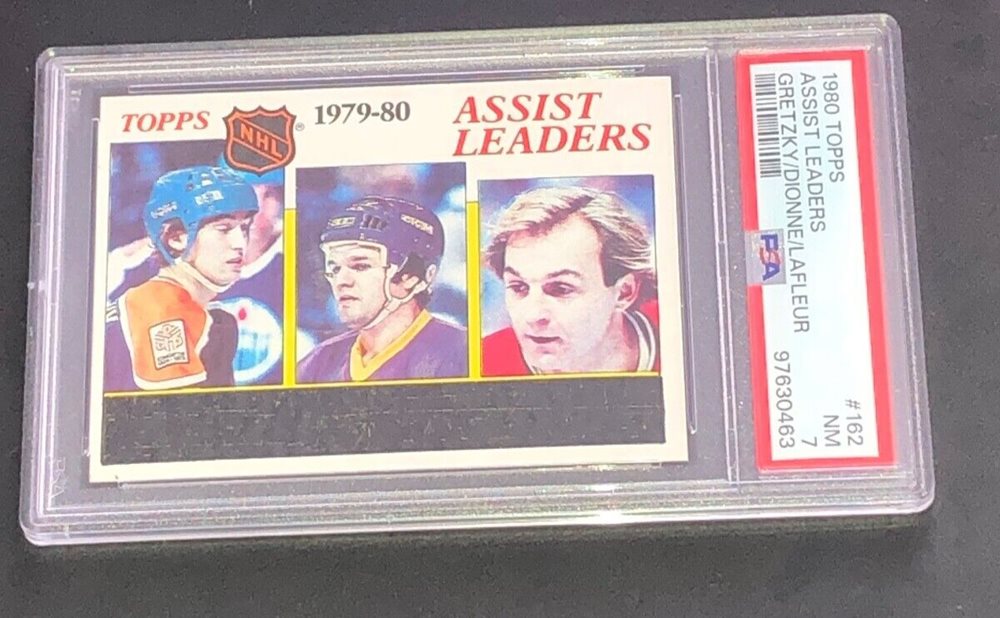 TOPPS
NHL
®
1979-80
ASSIST
LEADERS
1980 TOPPS
ASSIST LEADERS
GRETZKY/DIONNE/LAFLEUR
#162
NM
7
97630463
PSA